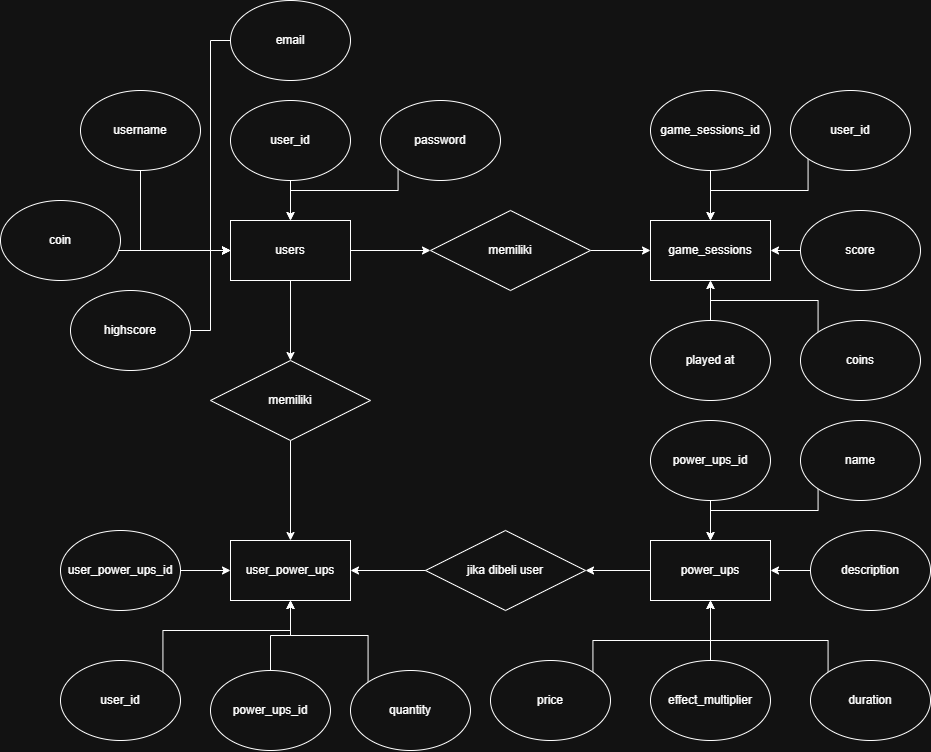 email
username
user_id
password
game_sessions_id
user_id
coin
users
memiliki
game_sessions
score
highscore
played at
coins
memiliki
power_ups_id
name
user_power_ups_id
user_power_ups
jika dibeli user
power_ups
description
user_id
power_ups_id
quantity
price
effect_multiplier
duration